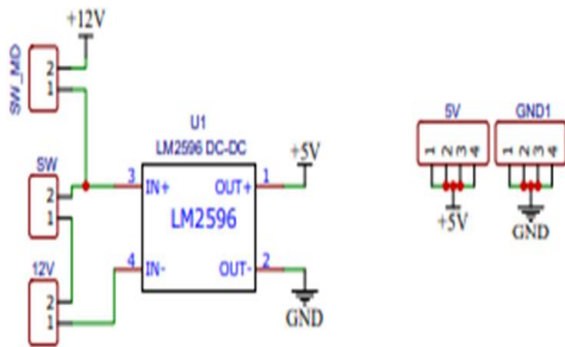 +12V
SW_MD
2
1
U1
LM2596 DC-DC
+5V
SW
2
1
3 IN+ OUT+ 1
LM2596
4 IN- OUT- 2
12V
2
1
GND
5V
1 2 3 4
+5V
GND1
1 2 3 4
GND